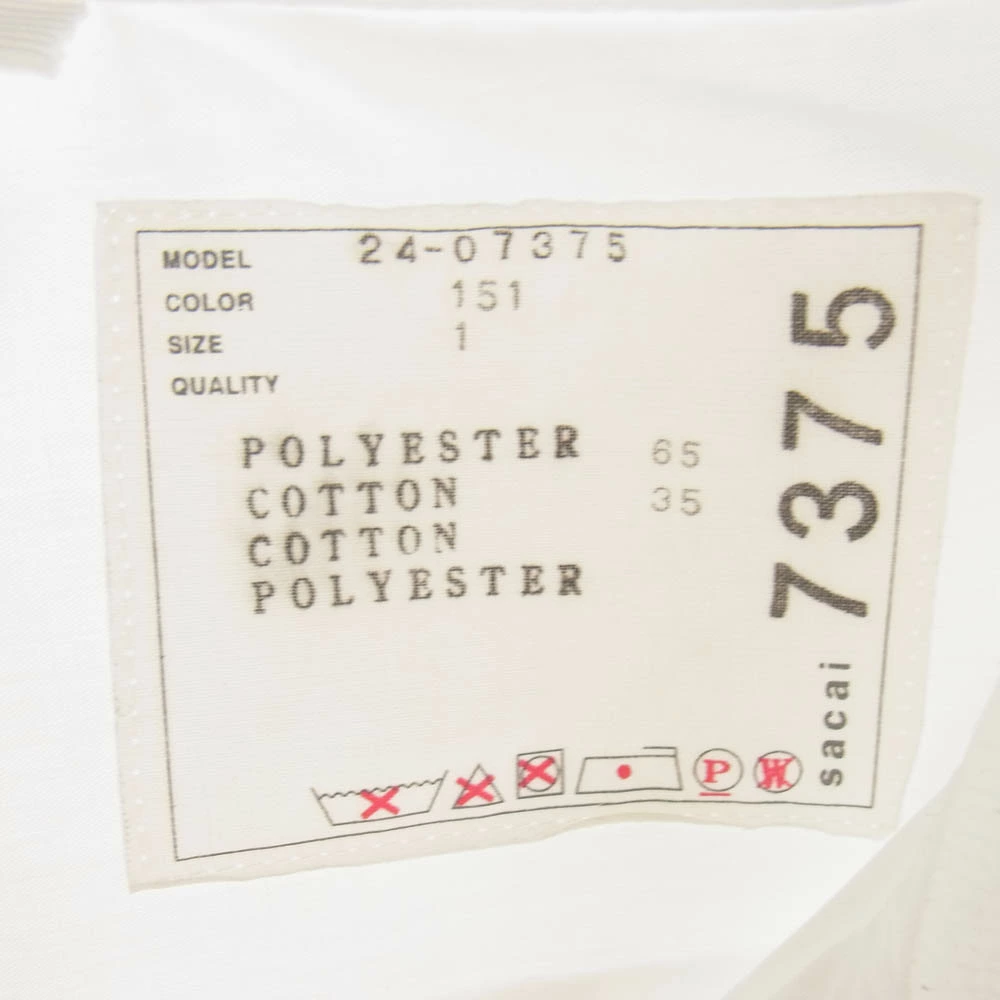 MODEL 24-07375
COLOR 151
SIZE 1
QUALITY
POLYESTER 65
COTTON 35
COTTON
POLYESTER
P
W
sacai 7375